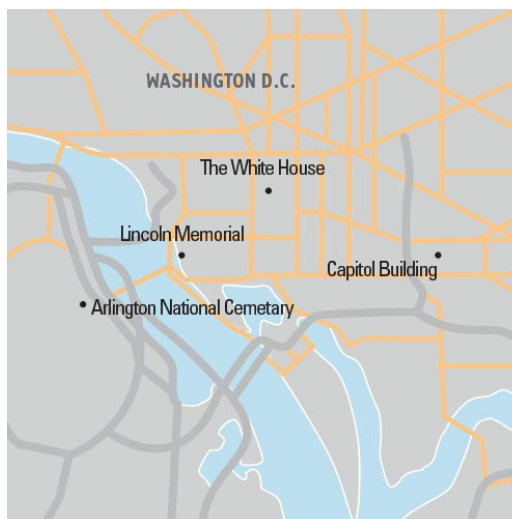 WASHINGTON D.C.
The White House
Lincoln Memorial
Capitol Building
Arlington National Cemetary